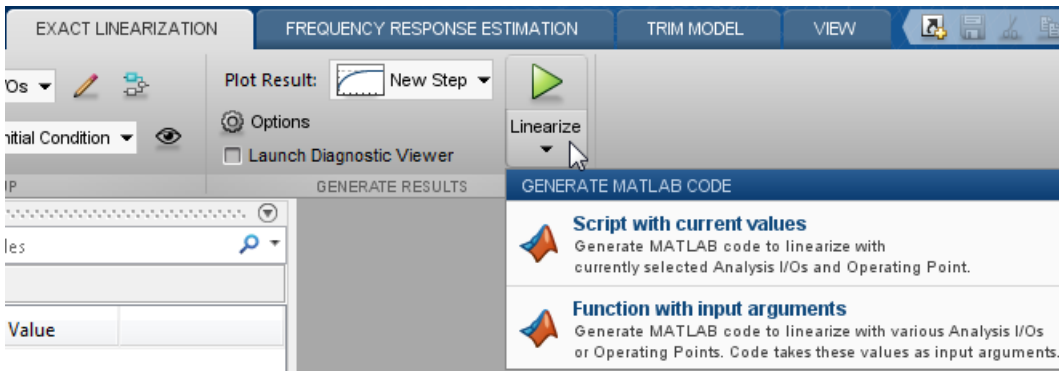 EXACT LINEARIZATION FREQUENCY RESPONSE ESTIMATION TRIM MODEL VIEW
/Os Plot Result: New Step
nitial Condition Options Linearize
Launch Diagnostic Viewer
UP GENERATE RESULTS GENERATE MATLAB CODE
Script with current values
Generate MATLAB code to linearize with
currently selected Analysis I/Os and Operating Point.
Function with input arguments
Generate MATLAB code to linearize with various Analysis I/Os
or Operating Points. Code takes these values as input arguments.
les
Value